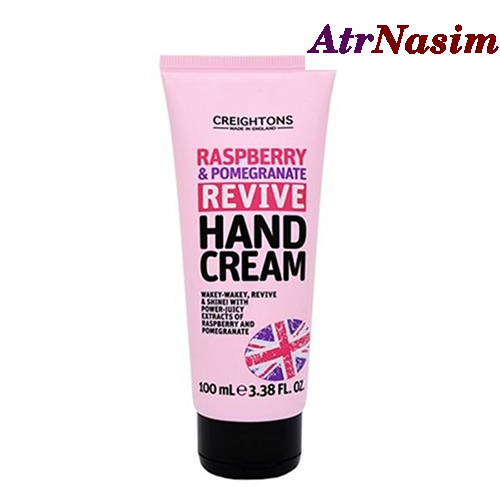 AtrNasim
CREIGHTONS
MADE IN ENGLAND
RASPBERRY
& POMEGRANATE
REVIVE
HAND
CREAM
WAKEY-WAKEY, REVIVE
& SHINE! WITH
POWER-JUICY
EXTRACTS OF
RASPBERRY AND
POMEGRANATE
100 mL e 3.38 FL. OZ.